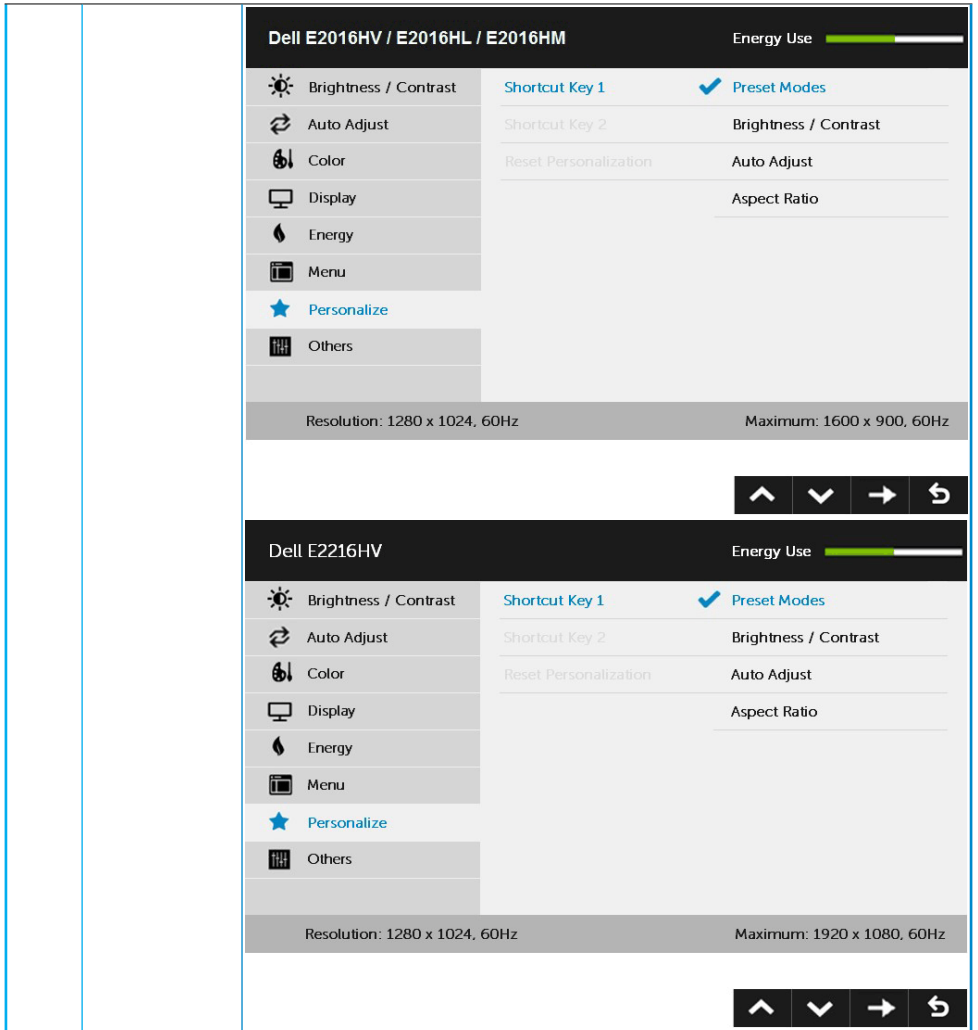 Dell E2016HV / E2016HL / E2016HM Energy Use
Brightness / Contrast Shortcut Key 1 Preset Modes
Auto Adjust Shortcut Key 2 Brightness / Contrast
Color Reset Personalization Auto Adjust
Display Aspect Ratio
Energy
Menu
Personalize
Others
Resolution: 1280 x 1024, 60Hz Maximum: 1600 x 900, 60Hz
Dell E2216HV Energy Use
Brightness / Contrast Shortcut Key 1 Preset Modes
Auto Adjust Shortcut Key 2 Brightness / Contrast
Color Reset Personalization Auto Adjust
Display Aspect Ratio
Energy
Menu
Personalize
Others
Resolution: 1280 x 1024, 60Hz Maximum: 1920 x 1080, 60Hz